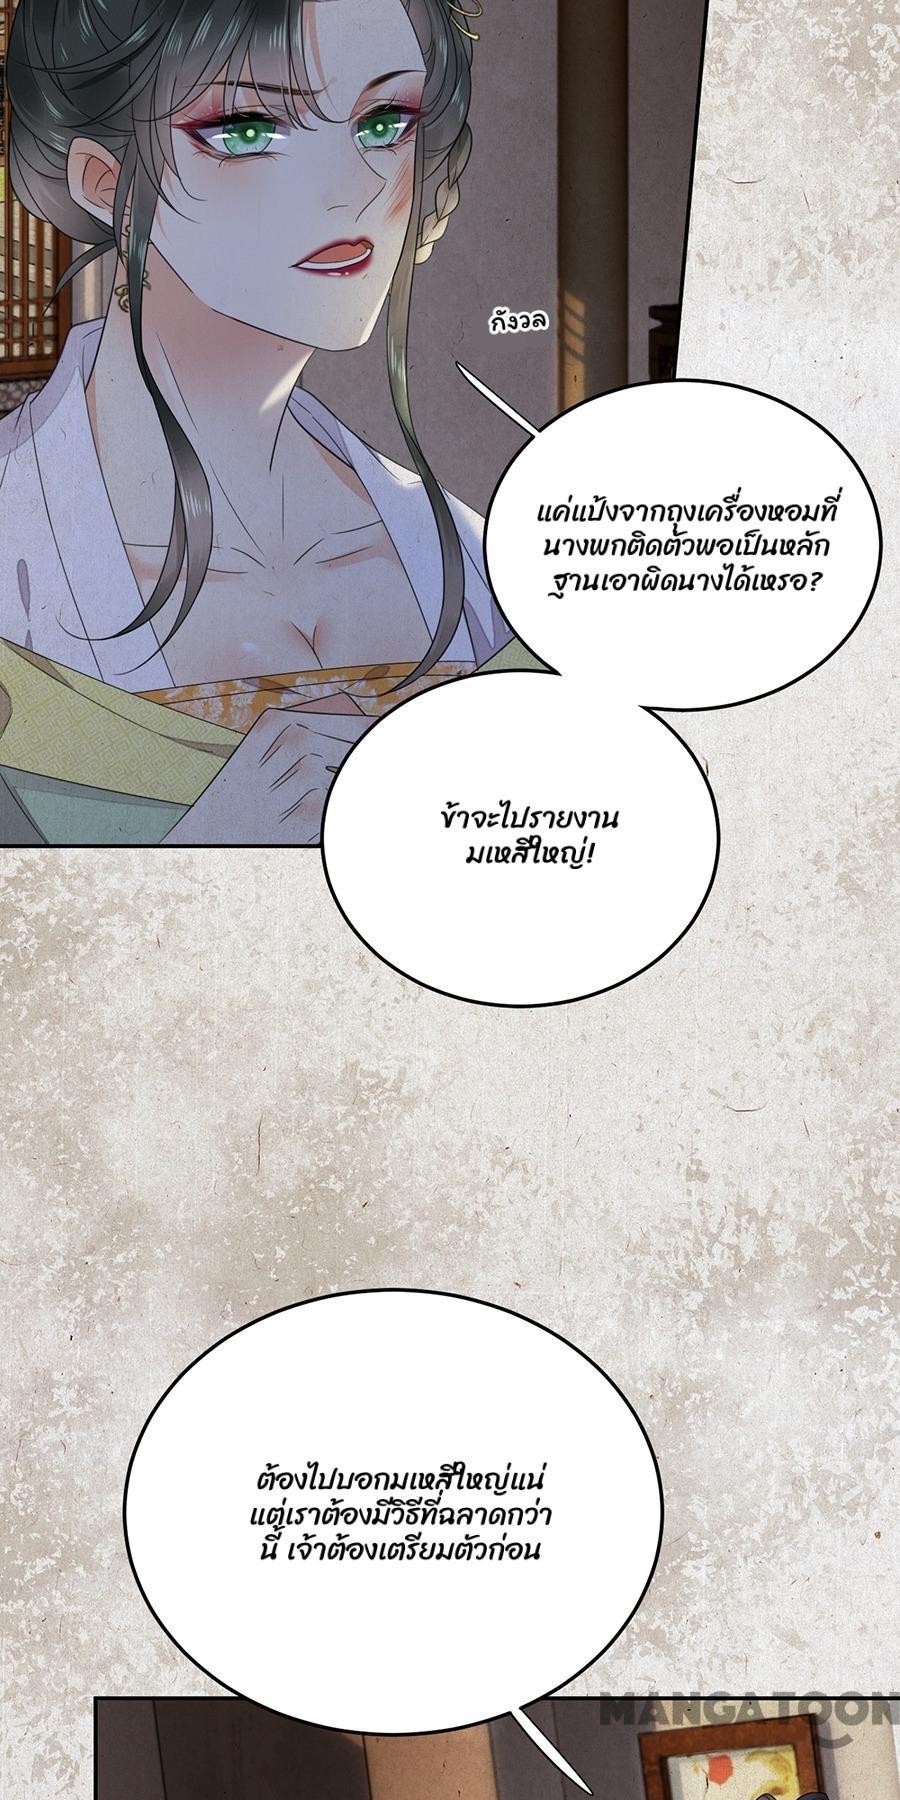 กังวล
แค่แป้งจากถุงเครื่องหอมที่
นางพกติดตัวพอเป็นหลัก
ฐานเอาผิดนางได้เหรอ?
ข้าจะไปรายงาน
มเหสีใหญ่!
ต้องไปบอกมเหสีใหญ่แน่
แต่เราต้องมีวิธีที่ฉลาดกว่า
นี้ เจ้าต้องเตรียมตัวก่อน
MANGATOON